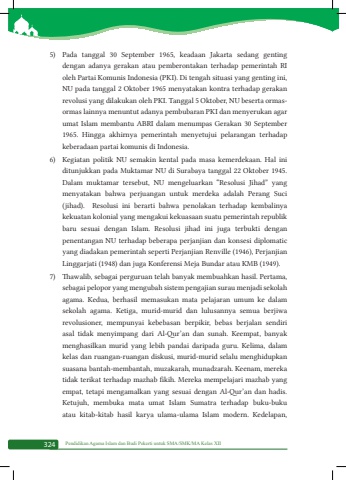 5) Pada tanggal 30 September 1965, keadaan Jakarta sedang genting
dengan adanya gerakan atau pemberontakan terhadap pemerintah RI
oleh Partai Komunis Indonesia (PKI). Di tengah situasi yang genting ini,
NU pada tanggal 2 Oktober 1965 menyatakan kontra terhadap gerakan
revolusi yang dilakukan oleh PKI. Tanggal 5 Oktober, NU beserta ormas-
ormas lainnya menuntut adanya pembubaran PKI dan menyerukan agar
umat Islam membantu ABRI dalam menumpas Gerakan 30 September
1965. Hingga akhirnya pemerintah menyetujui pelarangan terhadap
keberadaan partai komunis di Indonesia.
6) Kegiatan politik NU semakin kental pada masa kemerdekaan. Hal ini
ditunjukkan pada Muktamar NU di Surabaya tanggal 22 Oktober 1945.
Dalam muktamar tersebut, NU mengeluarkan "Resolusi Jihad" yang
menyatakan bahwa perjuangan untuk merdeka adalah Perang Suci
(jihad). Resolusi ini berarti bahwa penolakan terhadap kembalinya
kekuatan kolonial yang mengakui kekuasaan suatu pemerintah republik
baru sesuai dengan Islam. Resolusi jihad ini juga terbukti dengan
penentangan NU terhadap beberapa perjanjian dan konsesi diplomatic
yang diadakan pemerintah seperti Perjanjian Renville (1946), Perjanjian
Linggarjati (1948) dan juga Konferensi Meja Bundar atau KMB (1949).
7) Thawalib, sebagai perguruan telah banyak membuahkan hasil. Pertama,
sebagai pelopor yang mengubah sistem pengajian surau menjadi sekolah
agama. Kedua, berhasil memasukan mata pelajaran umum ke dalam
sekolah agama. Ketiga, murid-murid dan lulusannya semua berjiwa
revolusioner, mempunyai kebebasan berpikir, bebas berjalan sendiri
asal tidak menyimpang dari Al-Qur'an dan sunah. Keempat, banyak
menghasilkan murid yang lebih pandai daripada guru. Kelima, dalam
kelas dan ruangan-ruangan diskusi, murid-murid selalu menghidupkan
suasana bantah-membantah, muzakarah, munadzarah. Keenam, mereka
tidak terikat terhadap mazhab fikih. Mereka mempelajari mazhab yang
empat, tetapi mengamalkan yang sesuai dengan Al-Qur'an dan hadis.
Ketujuh, membuka mata umat Islam Sumatra terhadap buku-buku
atau kitab-kitab hasil karya ulama-ulama Islam modern. Kedelapan,
324 Pendidikan Agama Islam dan Budi Pekerti untuk SMA/SMK/MA Kelas XII